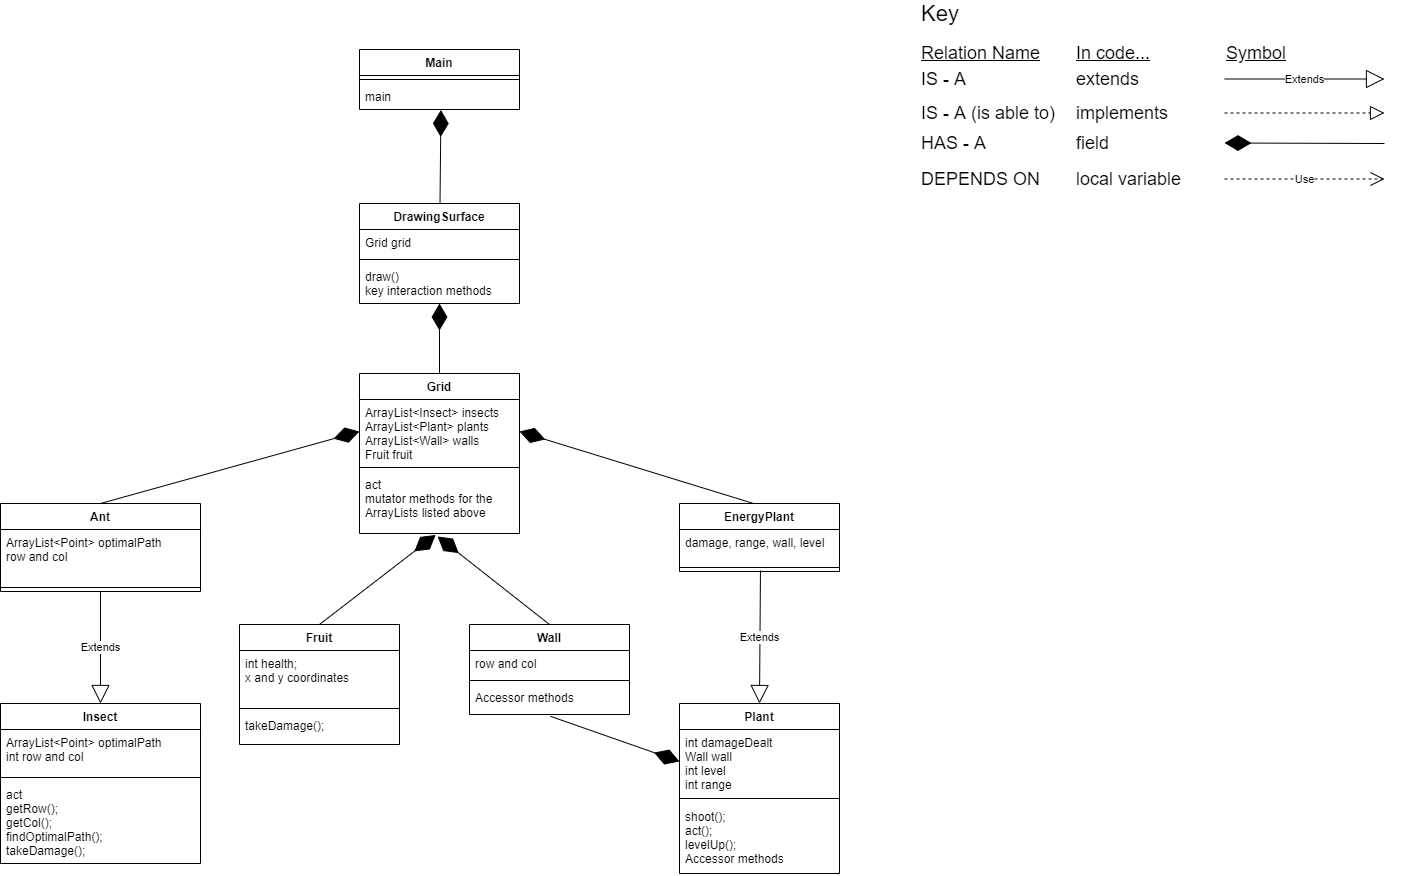 Key
Relation Name In code... Symbol
IS - A extends Extends
IS - A (is able to) implements
HAS - A field
DEPENDS ON local variable Use
Main
main
DrawingSurface
Grid grid
draw()
key interaction methods
Grid
ArrayList<Insect> insects
ArrayList<Plant> plants
ArrayList<Wall> walls
Fruit fruit
act
mutator methods for the
ArrayLists listed above
Ant
ArrayList<Point> optimalPath
row and col
EnergyPlant
damage, range, wall, level
Extends
Fruit
int health;
x and y coordinates
takeDamage();
Wall
row and col
Accessor methods
Extends
Insect
ArrayList<Point> optimalPath
int row and col
act
getRow();
getCol();
findOptimalPath();
takeDamage();
Plant
int damageDealt
Wall wall
int level
int range
shoot();
act();
levelUp();
Accessor methods